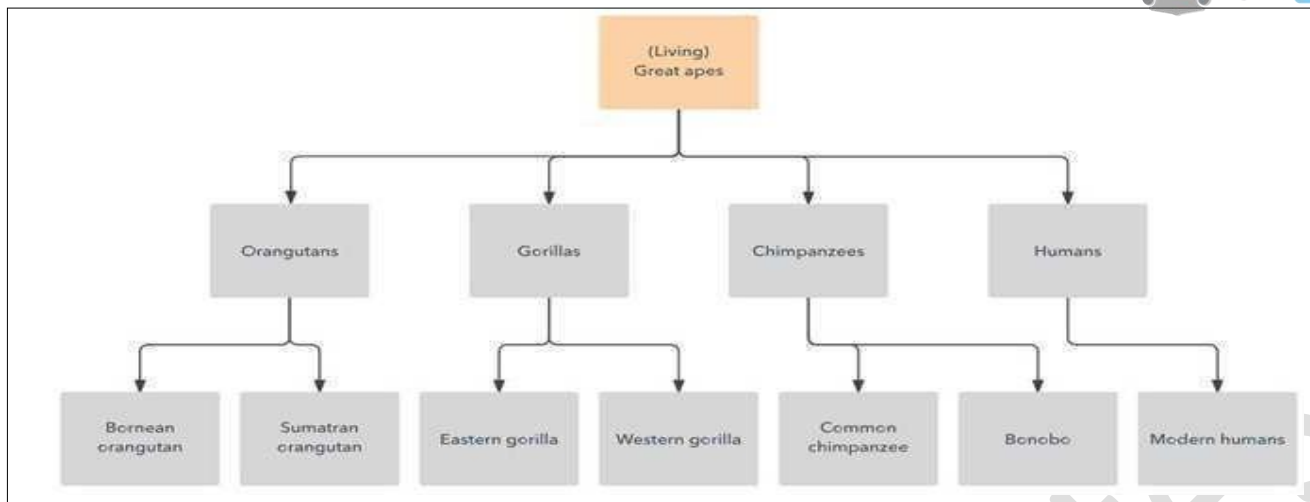 (Living)
Great apes
Orangutans
Gorillas
Chimpanzees
Humans
Bornean
orangutan
Sumatran
orangutan
Eastern gorilla
Western gorilla
Common
chimpanzee
Bonobo
Modern humans